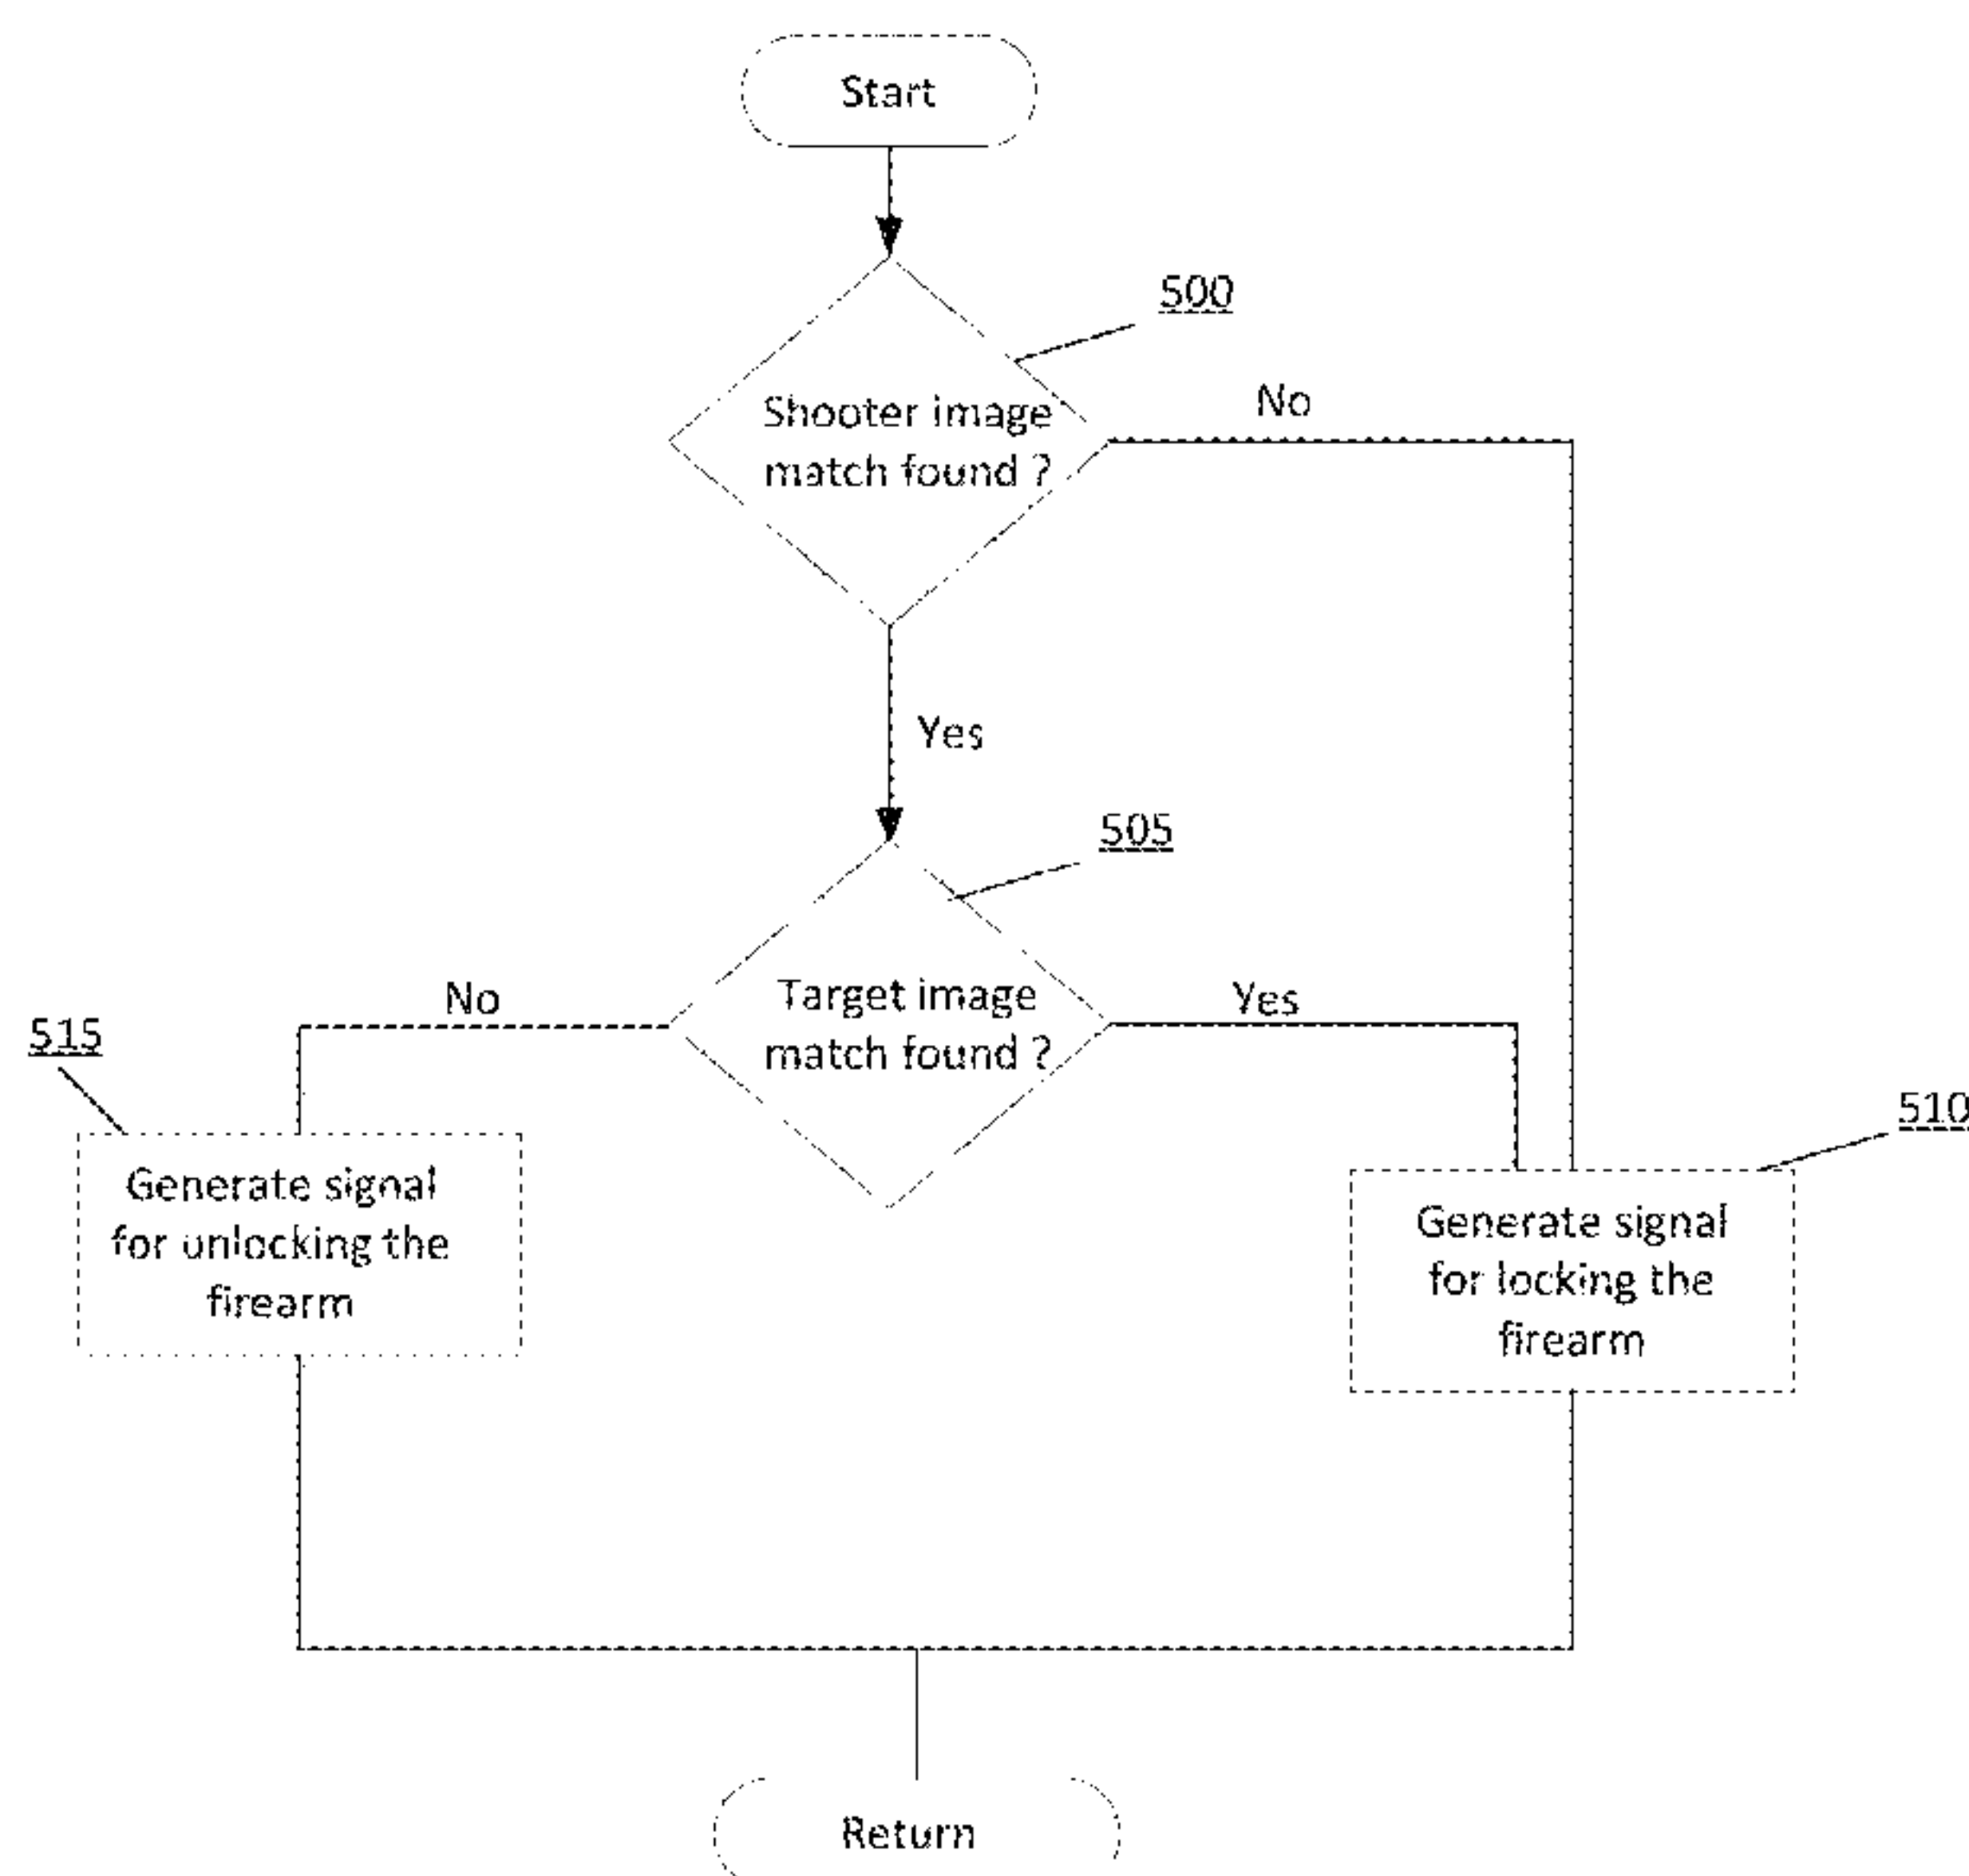 Start
500
Shooter image
match found ?
No
Yes
505
Target image
match found ?
No
Yes
515
510
Generate signal
for unlocking the
firearm
Generate signal
for locking the
firearm
Return